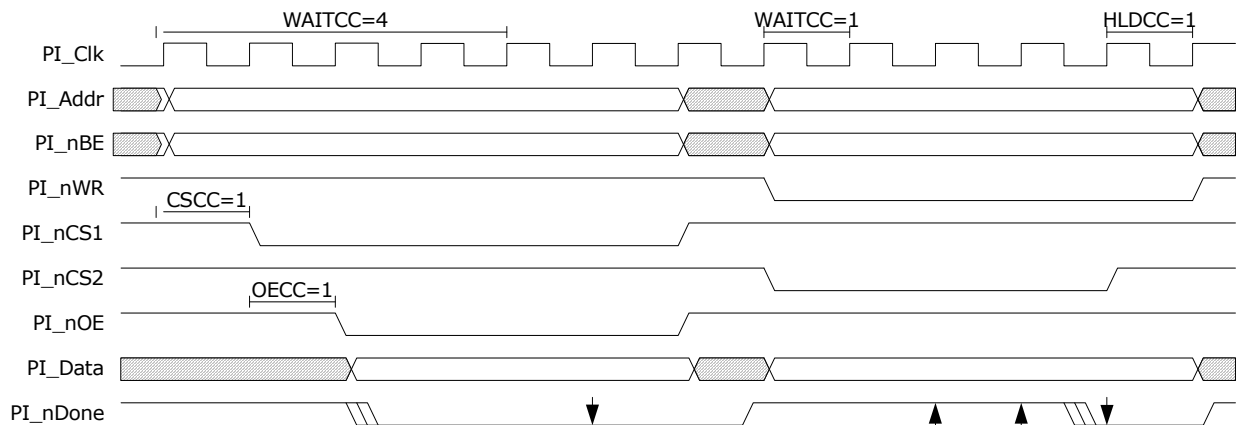 WAITCC=4 WAITCC=1 HLDCC=1
PI_Clk
PI_Addr
PI_nBE
PI_nWR
CSCC=1
PI_nCS1
PI_nCS2
OECC=1
PI_nOE
PI_Data
PI_nDone